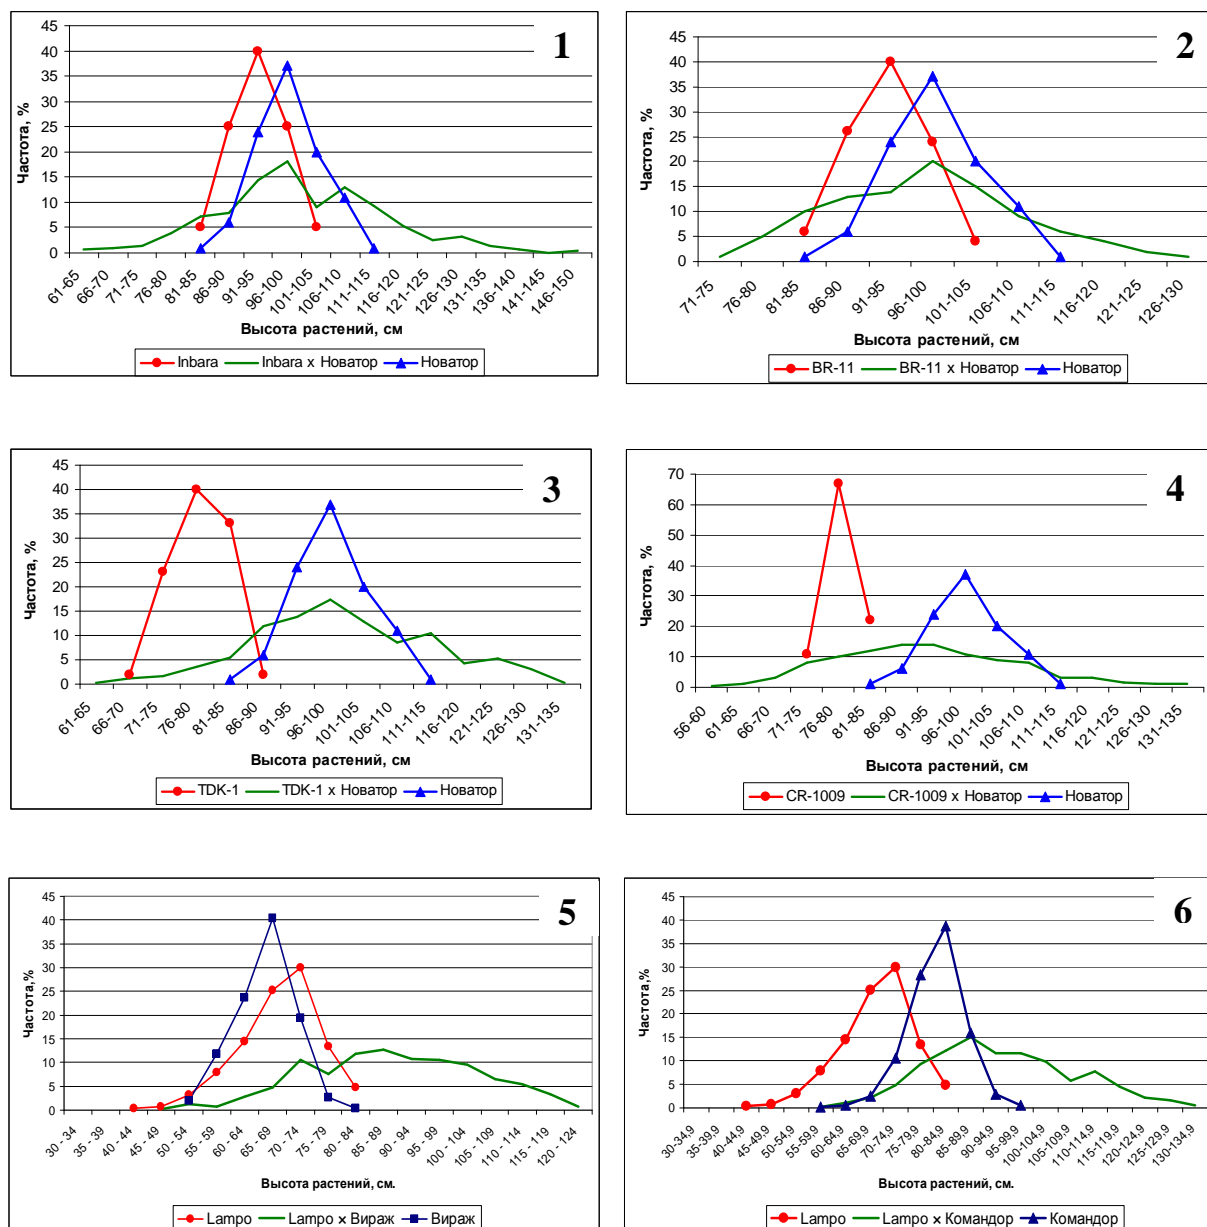 1
Частота, %
45
40
35
30
25
20
15
10
5
0
61-65
66-70
71-75
76-80
81-85
86-90
91-95
96-100
101-105
106-110
111-115
116-120
121-125
126-130
131-135
136-140
141-145
146-150
Высота растений, см
Inbara
Inbara x Новатор
Новатор
2
Частота, %
45
40
35
30
25
20
15
10
5
0
71-75
76-80
81-85
86-90
91-95
96-100
101-105
106-110
111-115
116-120
121-125
126-130
Высота растений, см
BR-11
BR-11 x Новатор
Новатор
3
Частота, %
45
40
35
30
25
20
15
10
5
0
61-65
66-70
71-75
76-80
81-85
86-90
91-95
96-100
101-105
106-110
111-115
116-120
121-125
126-130
131-135
Высота растений, см
TDK-1
TDK-1 x Новатор
Новатор
4
Частота, %
70
60
50
40
30
20
10
0
56-60
61-65
66-70
71-75
76-80
81-85
86-90
91-95
96-100
101-105
106-110
111-115
116-120
121-125
126-130
131-135
Высота растений, см
CR-1009
CR-1009 x Новатор
Новатор
5
Частота,%
45
40
35
30
25
20
15
10
5
0
30 - 34
35 - 39
40 - 44
45 - 49
50 - 54
55 - 59
60 - 64
65 - 69
70 - 74
75 - 79
80 - 84
85 - 89
90 - 94
95 - 99
100 - 104
105 - 109
110 - 114
115 - 119
120 - 124
Высота растений, см.
Lampo
Lampo × Вираж
Вираж
6
Частота,%
45
40
35
30
25
20
15
10
5
0
30-34,9
35-39,9
40-44,9
45-49,9
50-54,9
55-59,9
60-64,9
65-69,9
70-74,9
75-79,9
80-84,9
85-89,9
90-94,9
95-99,9
100-104,9
105-109,9
110-114,9
115-119,9
120-124,9
125-129,9
130-134,9
Высота растений, см.
Lampo
Lampo × Командор
Командор